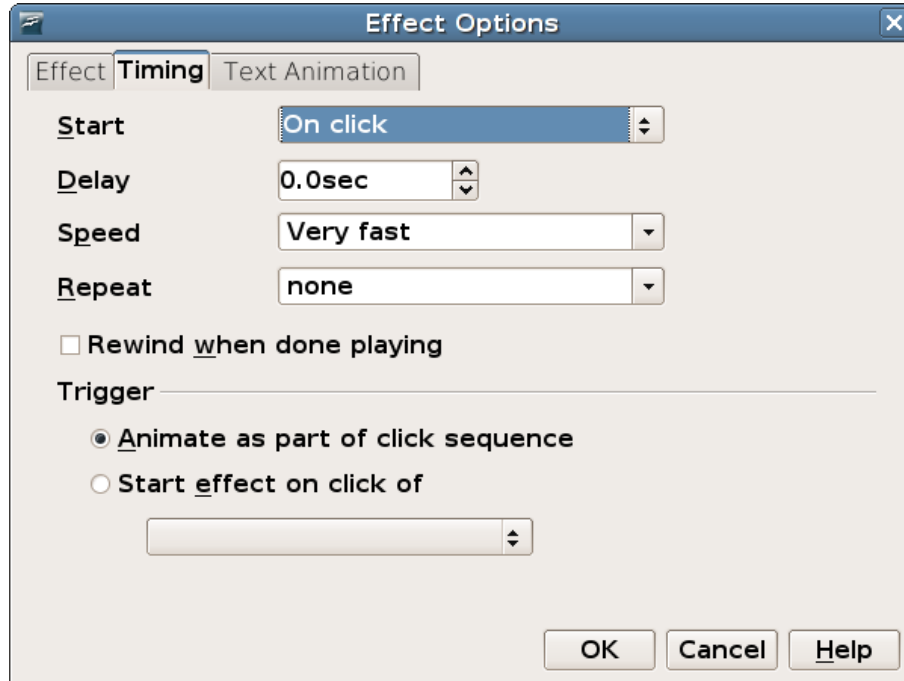 Effect Options
Effect Timing Text Animation
Start On click
Delay 0.0sec
Speed Very fast
Repeat none
Rewind when done playing
Trigger
Animate as part of click sequence
Start effect on click of
OK Cancel Help